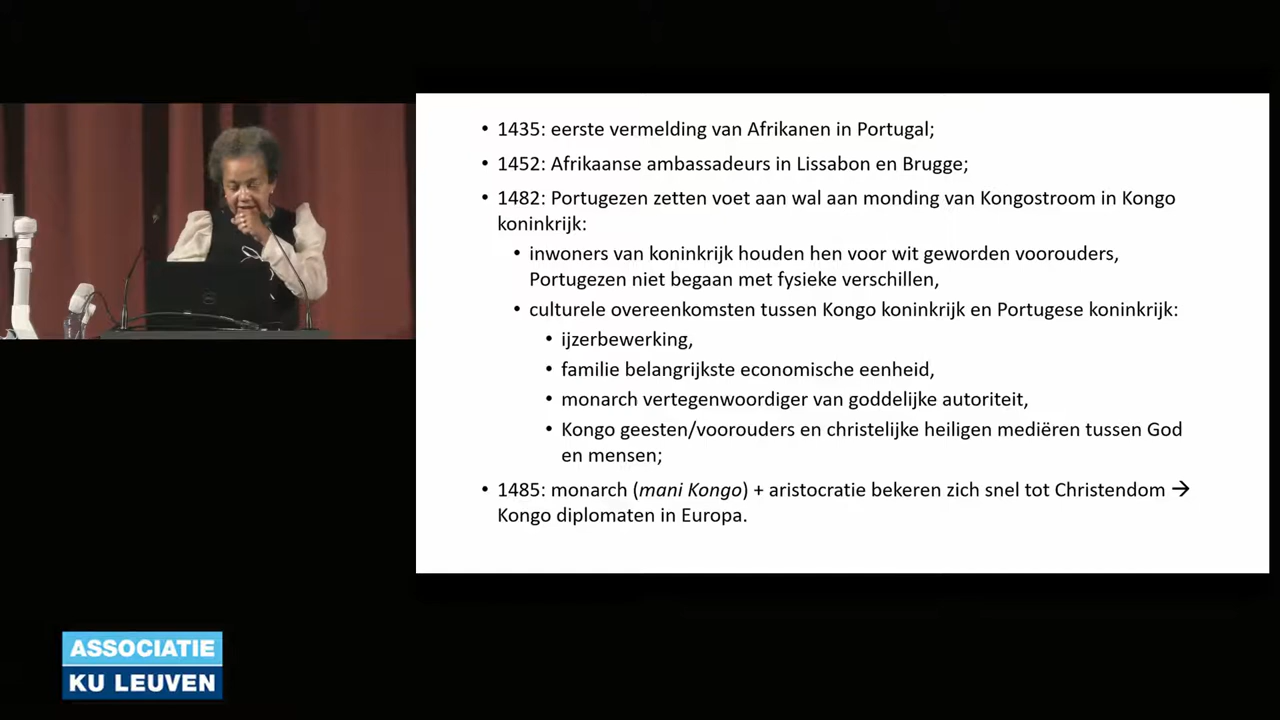 • 1435: eerste vermelding van Afrikanen in Portugal;
• 1452: Afrikaanse ambassadeurs in Lissabon en Brugge;
• 1482: Portugezen zetten voet aan wal aan monding van Kongostroom in Kongo
koninkrijk:
• inwoners van koninkrijk houden hen voor wit geworden voorouders,
Portugezen niet begaan met fysieke verschillen,
• culturele overeenkomsten tussen Kongo koninkrijk en Portugese koninkrijk:
• ijzerbewerking,
• familie belangrijkste economische eenheid,
• monarch vertegenwoordiger van goddelijke autoriteit,
• Kongo geesten/voorouders en christelijke heiligen mediëren tussen God
en mensen;
• 1485: monarch (mani Kongo) + aristocratie bekeren zich snel tot Christendom →
Kongo diplomaten in Europa.
ASSOCIATIE
KU LEUVEN